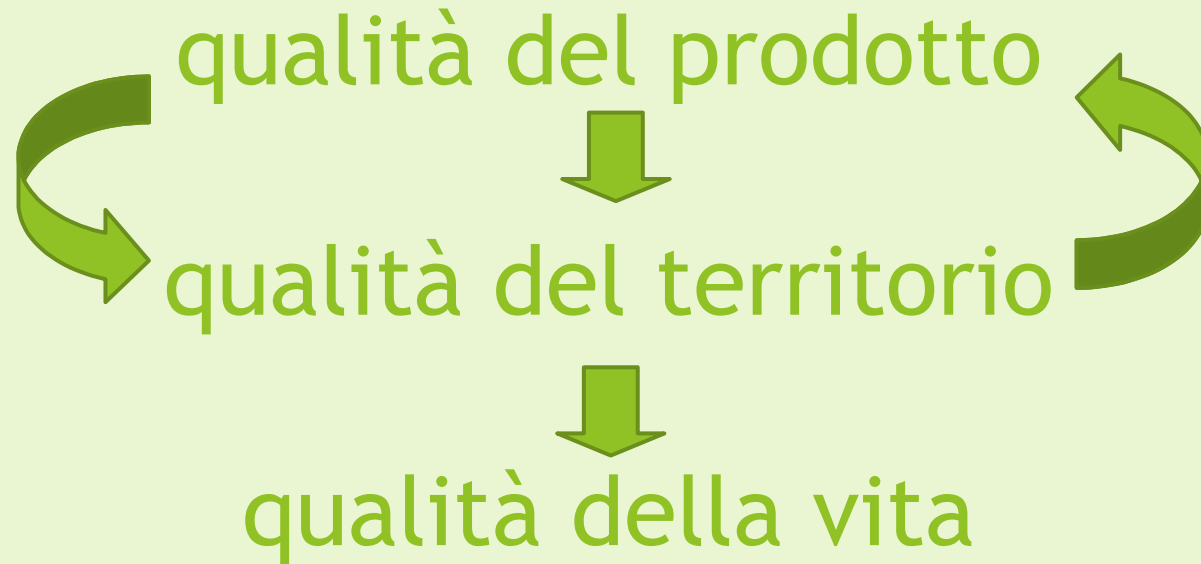 qualità del prodotto
qualità del territorio
qualità della vita